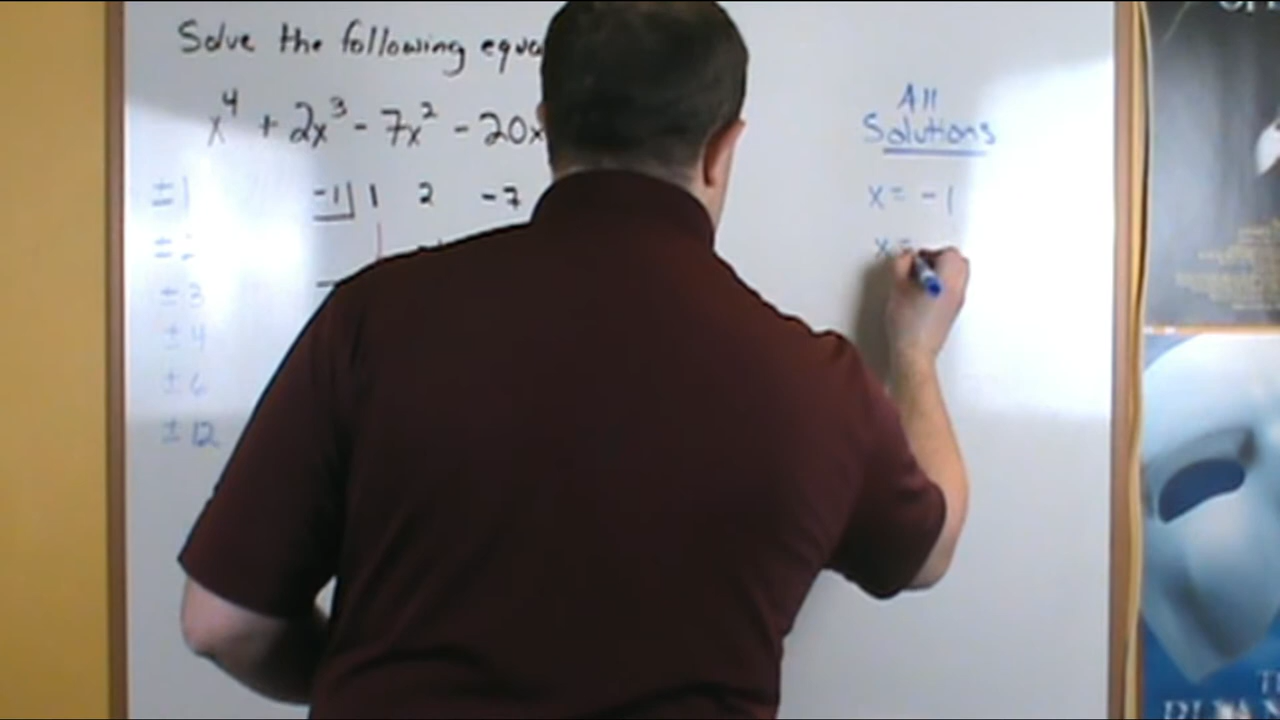 Solve the following equa
x⁴ + 2x³ - 7x² - 20x
-1 1 2 -7
±1
±2
±3
±4
±6
±12
All
Solutions
x = -1
x =